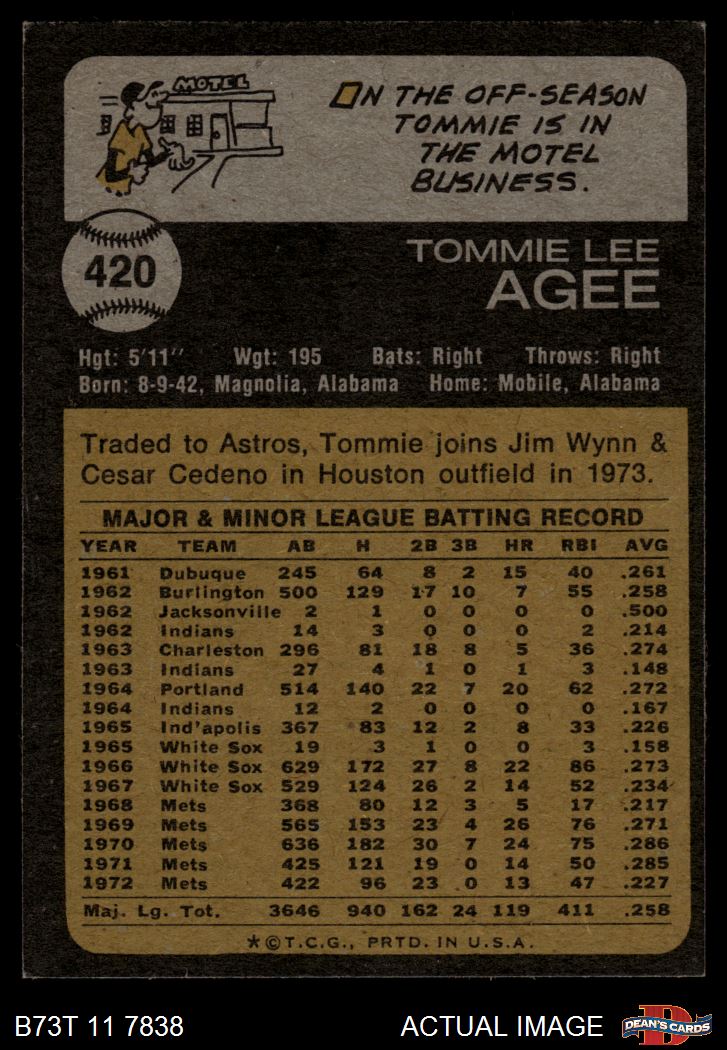 MOTEL
ON THE OFF-SEASON
TOMMIE IS IN
THE MOTEL
BUSINESS.
420
TOMMIE LEE
AGEE
Hgt: 5'11" Wgt: 195 Bats: Right Throws: Right
Born: 8-9-42, Magnolia, Alabama Home: Mobile, Alabama
Traded to Astros, Tommie joins Jim Wynn &
Cesar Cedeno in Houston outfield in 1973.
MAJOR & MINOR LEAGUE BATTING RECORD
YEAR TEAM AB H 2B 3B HR RBI AVG
1961 Dubuque 245 64 8 2 15 40 .261
1962 Burlington 500 129 17 10 7 55 .258
1962 Jacksonville 2 1 0 0 0 0 .500
1962 Indians 14 3 0 0 0 2 .214
1963 Charleston 296 81 18 8 5 36 .274
1963 Indians 27 4 1 0 1 3 .148
1964 Portland 514 140 22 7 20 62 .272
1964 Indians 12 2 0 0 0 0 .167
1965 Ind'apolis 367 83 12 2 8 33 .226
1965 White Sox 19 3 1 0 0 3 .158
1966 White Sox 629 172 27 8 22 86 .273
1967 White Sox 529 124 26 2 14 52 .234
1968 Mets 368 80 12 3 5 17 .217
1969 Mets 565 153 23 4 26 76 .271
1970 Mets 636 182 30 7 24 75 .286
1971 Mets 425 121 19 0 14 50 .285
1972 Mets 422 96 23 0 13 47 .227
Maj. Lg. Tot. 3646 940 162 24 119 411 .258
*©T.C.G., PRTD. IN U.S.A.
B73T 11 7838 ACTUAL IMAGE D DEAN'S CARDS